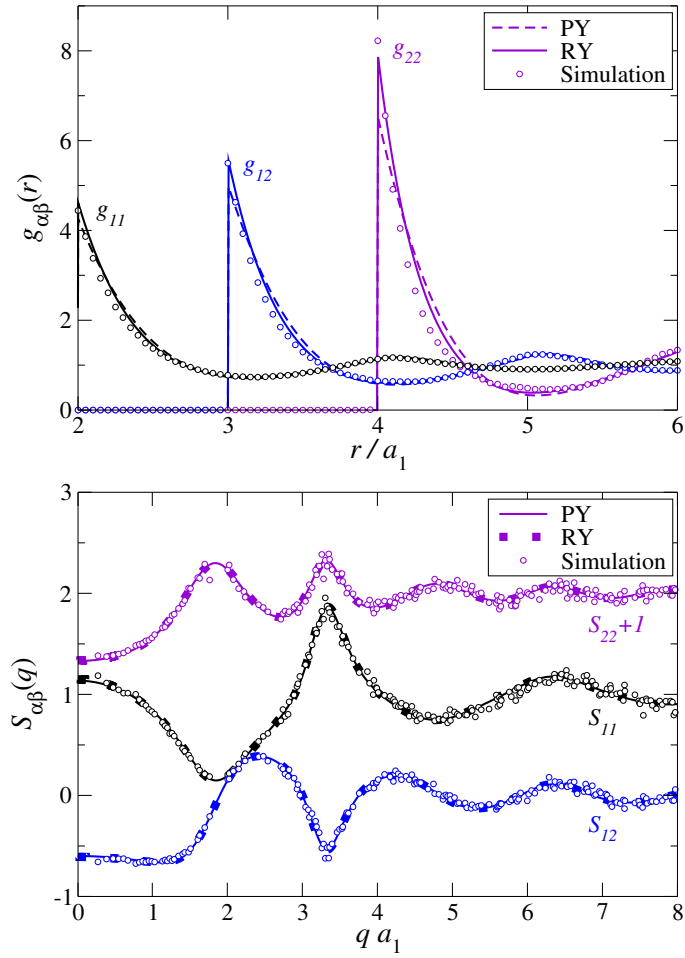 PY
RY
Simulation
g₂₂
g₁₂
g₁₁
g_αβ(r)
8
6
4
2
0
2 3 4 5 6
r / a₁
PY
RY
Simulation
S₂₂+1
S₁₁
S₁₂
S_αβ(q)
3
2
1
0
-1
0 1 2 3 4 5 6 7 8
q a₁